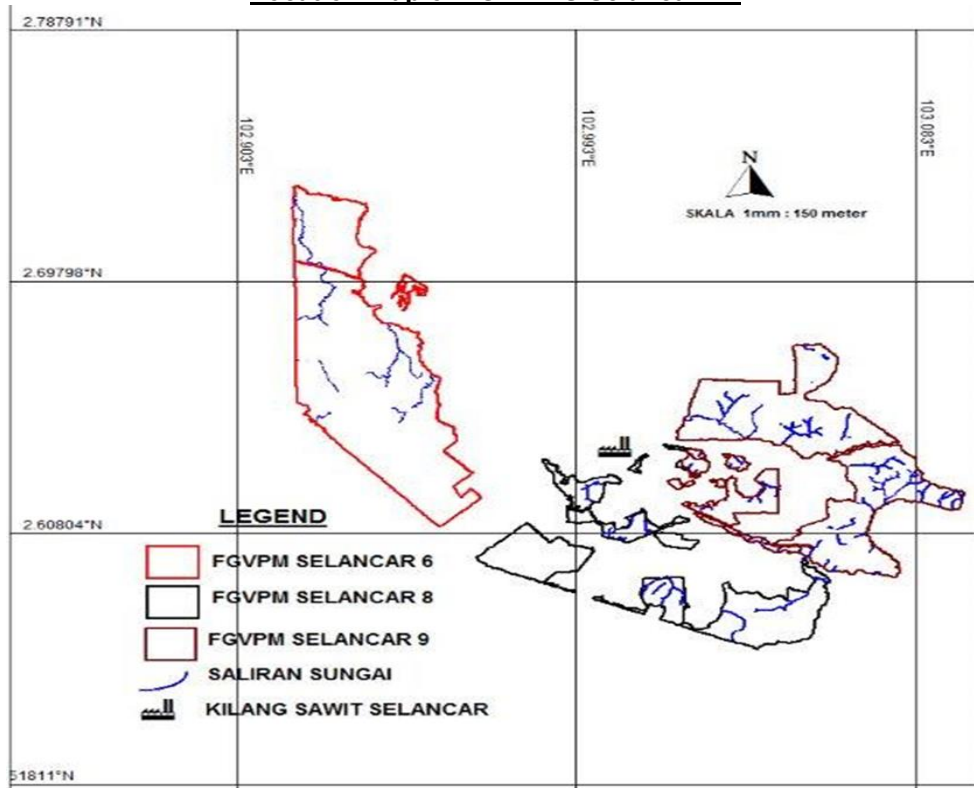 2.78791°N
102.903°E
102.993°E
103.083°E
N
SKALA 1mm : 150 meter
2.69798°N
2.60804°N
LEGEND
FGVPM SELANCAR 6
FGVPM SELANCAR 8
FGVPM SELANCAR 9
SALIRAN SUNGAI
KILANG SAWIT SELANCAR
51811°N